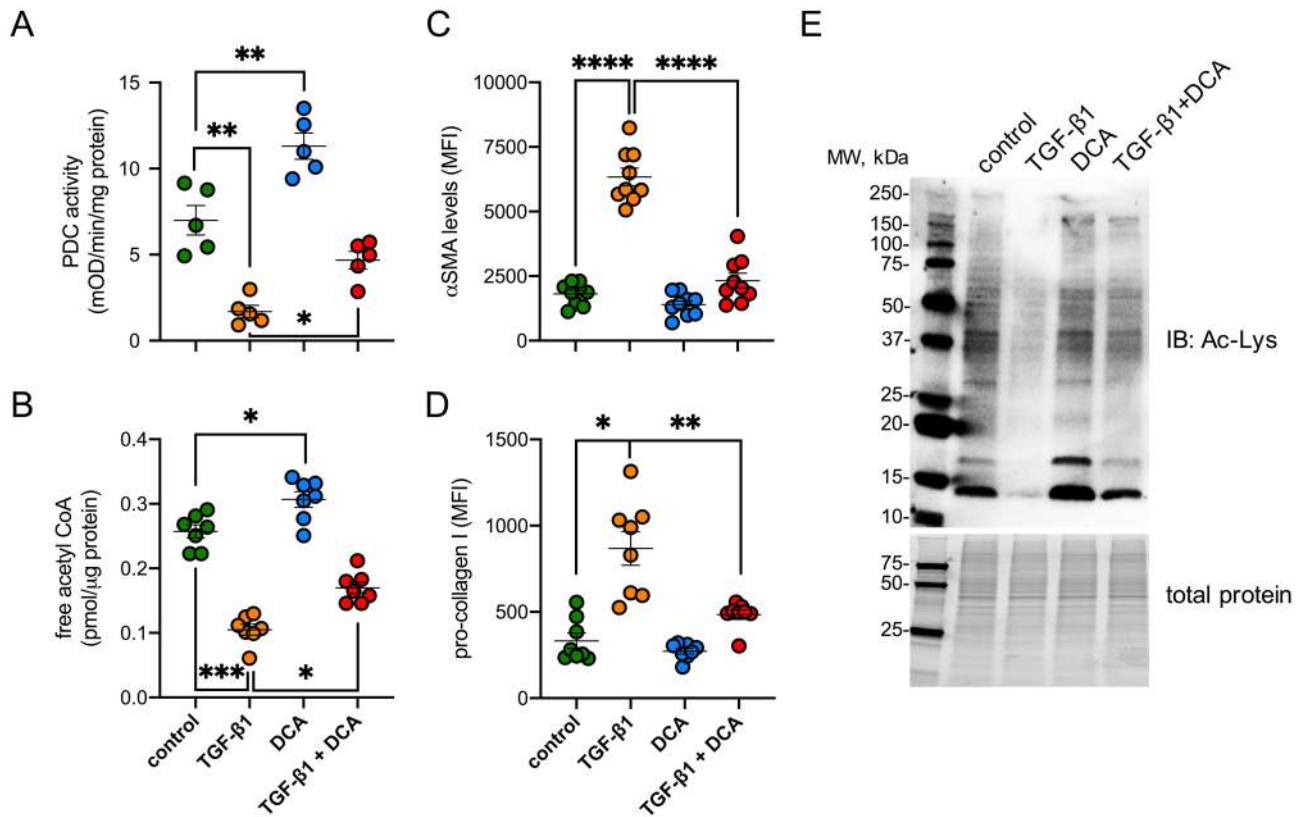 A
PDC activity
(mOD/min/mg protein)
15
10
5
0
**
**
*
B
free acetyl CoA
(pmol/µg protein)
0.4
0.3
0.2
0.1
0.0
*
***
*
control
TGF-β1
DCA
TGF-β1 + DCA
C
αSMA levels (MFI)
10000
7500
5000
2500
0
****
****
D
pro-collagen I (MFI)
1500
1000
500
0
*
**
control
TGF-β1
DCA
TGF-β1 + DCA
E
MW, kDa
control
TGF-β1
DCA
TGF-β1+DCA
250-
150-
100-
75-
50-
37-
25-
20-
15-
10-
IB: Ac-Lys
75-
50-
25-
total protein